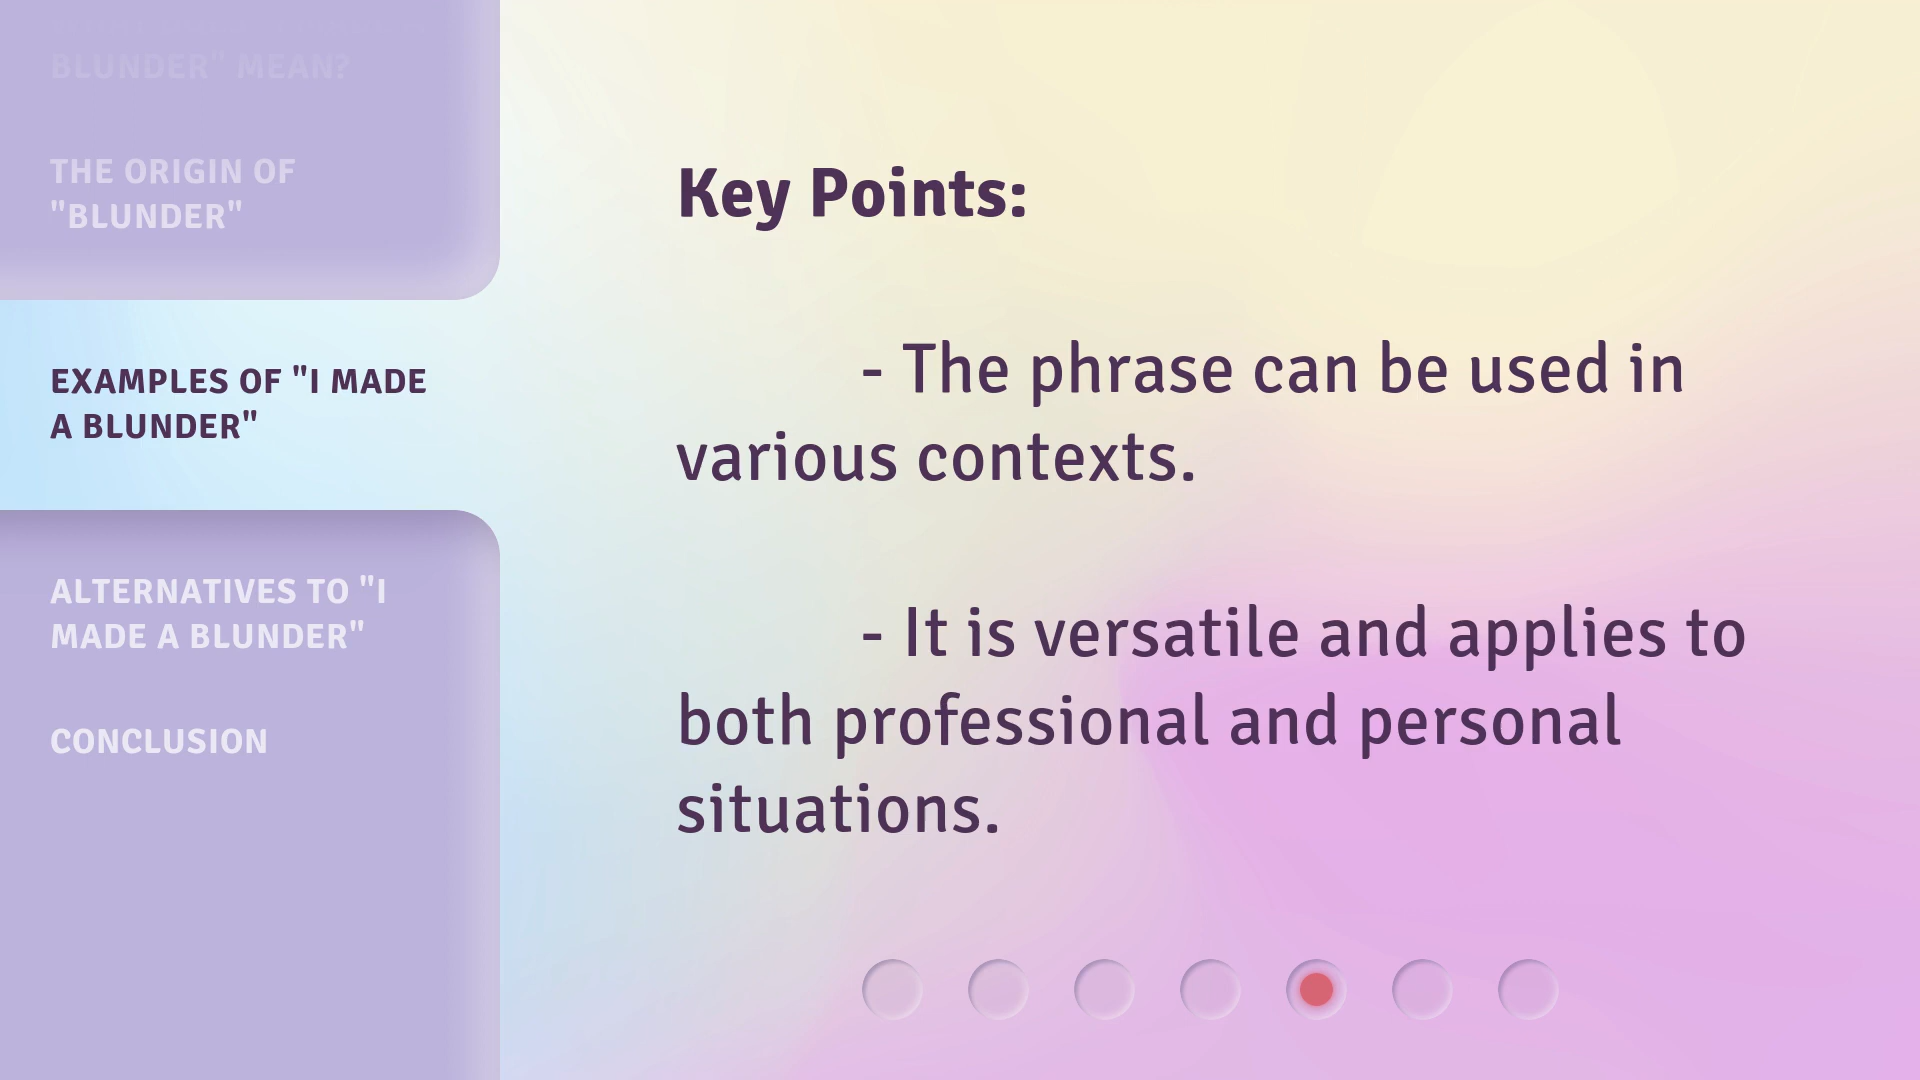 BLUNDER" MEAN?
THE ORIGIN OF
"BLUNDER"
EXAMPLES OF "I MADE
A BLUNDER"
ALTERNATIVES TO "I
MADE A BLUNDER"
CONCLUSION
Key Points:
- The phrase can be used in
various contexts.
- It is versatile and applies to
both professional and personal
situations.